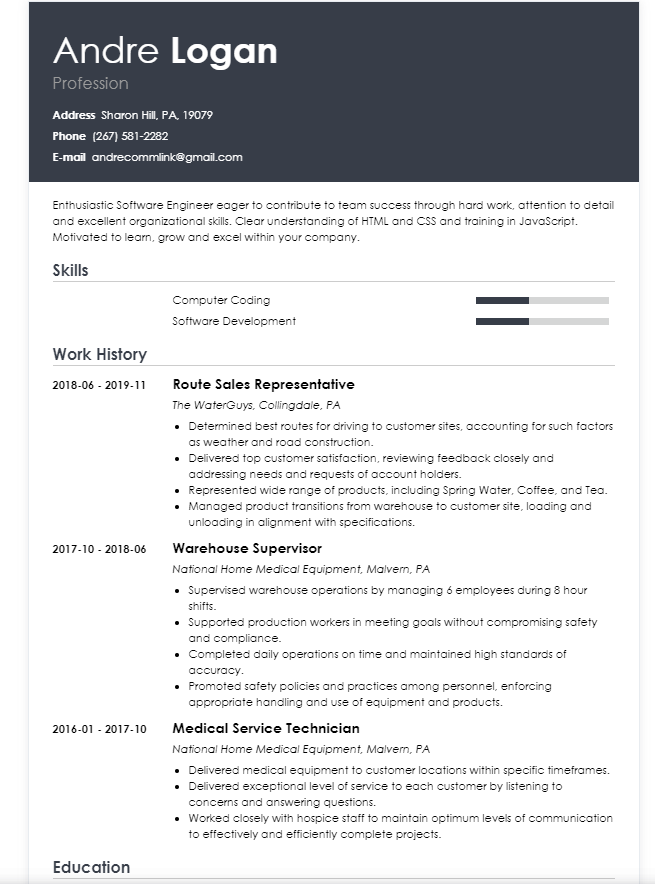 Andre Logan
Profession
Address Sharon Hill, PA, 19079
Phone (267) 581-2282
E-mail andrecommlink@gmail.com
Enthusiastic Software Engineer eager to contribute to team success through hard work, attention to detail
and excellent organizational skills. Clear understanding of HTML and CSS and training in JavaScript.
Motivated to learn, grow and excel within your company.
Skills
Computer Coding
Software Development
Work History
2018-06 - 2019-11 Route Sales Representative
The WaterGuys, Collingdale, PA
• Determined best routes for driving to customer sites, accounting for such factors
as weather and road construction.
• Delivered top customer satisfaction, reviewing feedback closely and
addressing needs and requests of account holders.
• Represented wide range of products, including Spring Water, Coffee, and Tea.
• Managed product transitions from warehouse to customer site, loading and
unloading in alignment with specifications.
2017-10 - 2018-06 Warehouse Supervisor
National Home Medical Equipment, Malvern, PA
• Supervised warehouse operations by managing 6 employees during 8 hour
shifts.
• Supported production workers in meeting goals without compromising safety
and compliance.
• Completed daily operations on time and maintained high standards of
accuracy.
• Promoted safety policies and practices among personnel, enforcing
appropriate handling and use of equipment and products.
2016-01 - 2017-10 Medical Service Technician
National Home Medical Equipment, Malvern, PA
• Delivered medical equipment to customer locations within specific timeframes.
• Delivered exceptional level of service to each customer by listening to
concerns and answering questions.
• Worked closely with hospice staff to maintain optimum levels of communication
to effectively and efficiently complete projects.
Education